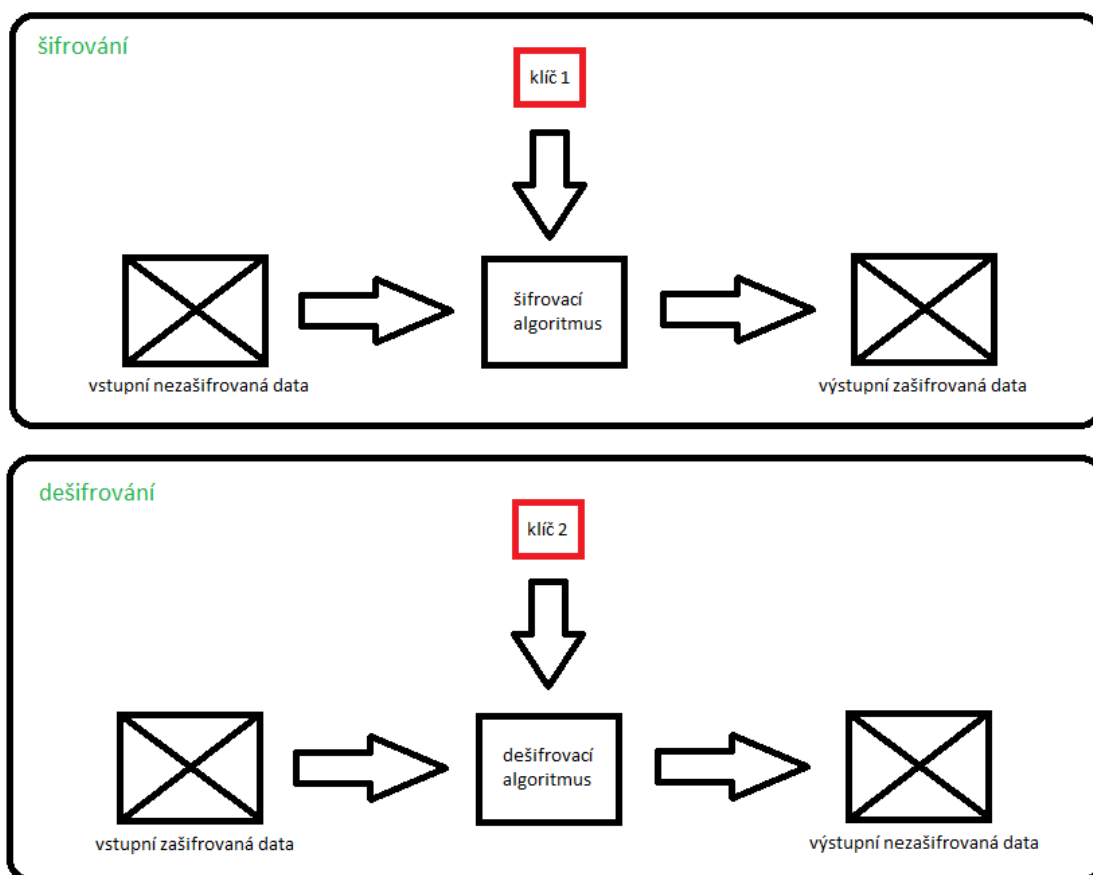 šifrování
klíč 1
šifrovací
algoritmus
vstupní nezašifrovaná data
výstupní zašifrovaná data
dešifrování
klíč 2
dešifrovací
algoritmus
vstupní zašifrovaná data
výstupní nezašifrovaná data